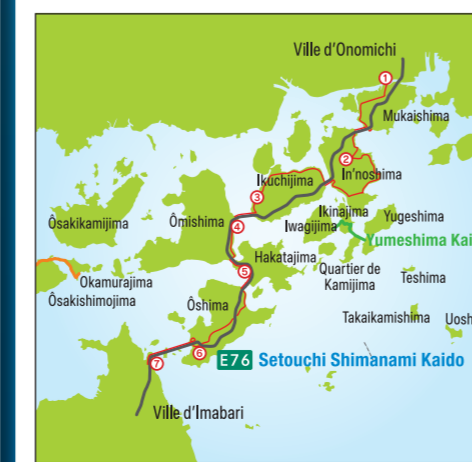 Ville d'Onomichi
1
Mukaishima
2
In'noshima
Ikuchijima
3
Ikinajima
Yugeshima
Iwagijima
Ôsakikamijima
Ômishima
4
Yumeshima Kai
Hakatajima
5
Quartier de
Kamijima
Teshima
Okamurajima
Ôsakishimojima
Ôshima
Takaikamishima
Uosh
6
E76 Setouchi Shimanami Kaido
7
Ville d'Imabari